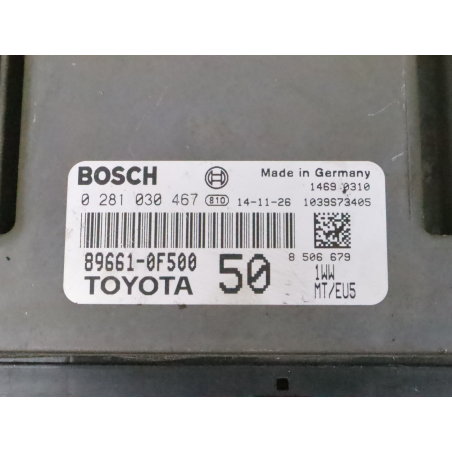 BOSCH Made in Germany
1469 0310
0 281 030 467 810 14-11-26 1039S73405
8 506 679
89661-0F500 50 1WW
TOYOTA MT/EU5